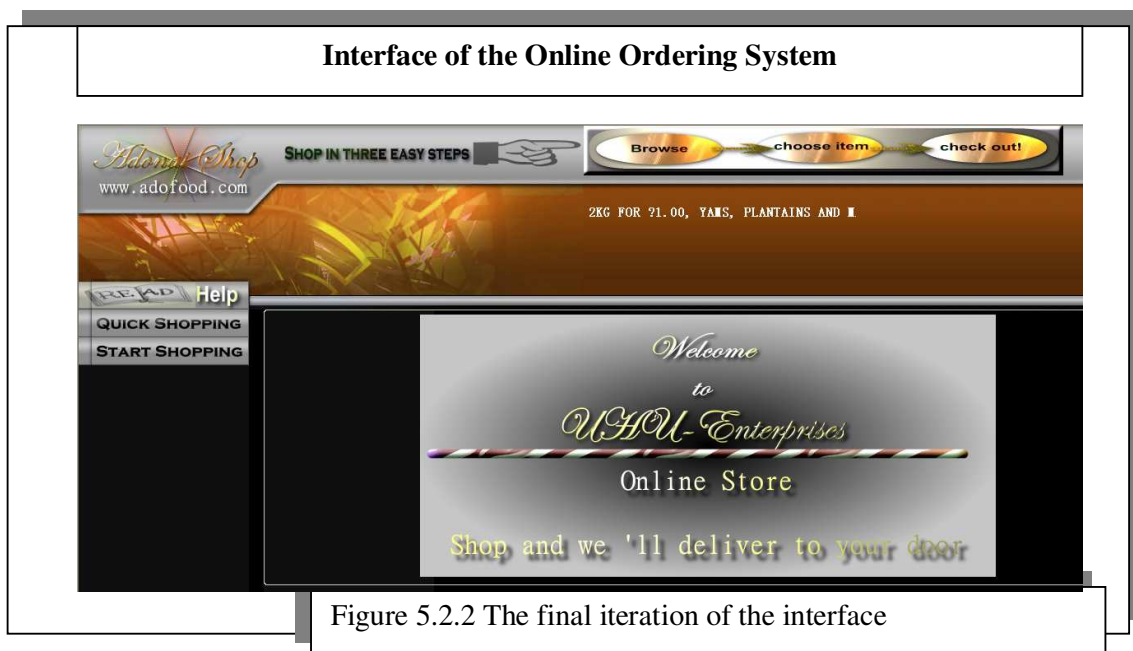 Interface of the Online Ordering System
Adonai Shop
www.adofood.com
SHOP IN THREE EASY STEPS
Browse
choose item
check out!
2KG FOR ?1.00, YAMS, PLANTAINS AND
READ Help
QUICK SHOPPING
START SHOPPING
Welcome
to
UHU-Enterprises
Online Store
Shop and we 'll deliver to your door
Figure 5.2.2 The final iteration of the interface